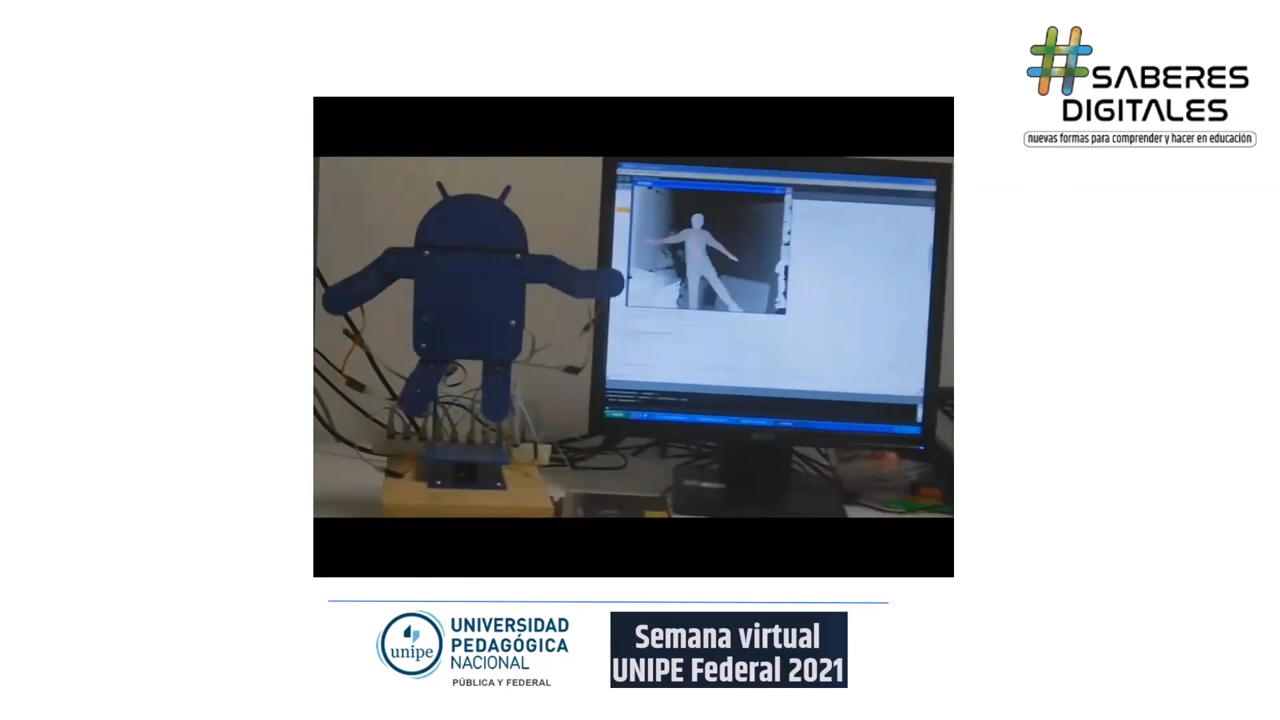 #SABERES
DIGITALES
nuevas formas para comprender y hacer en educación
unipe
UNIVERSIDAD
PEDAGÓGICA
NACIONAL
PÚBLICA Y FEDERAL
Semana virtual
UNIPE Federal 2021